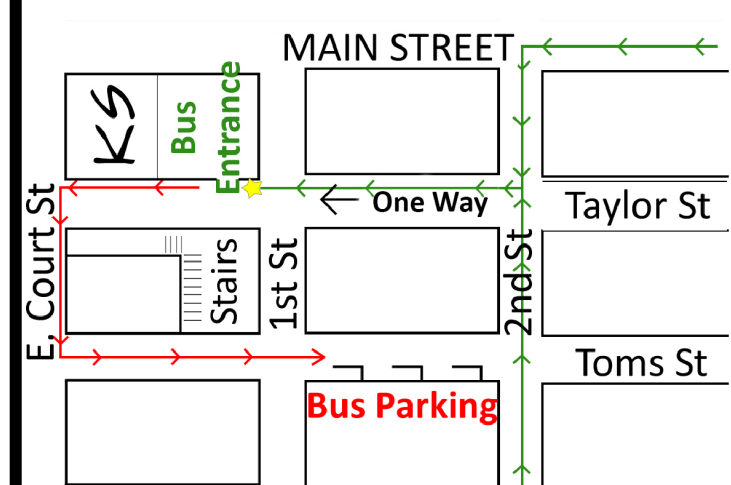 MAIN STREET
KS
Bus
Entrance
One Way
Taylor St
E. Court St
Stairs
1st St
2nd St
Toms St
Bus Parking